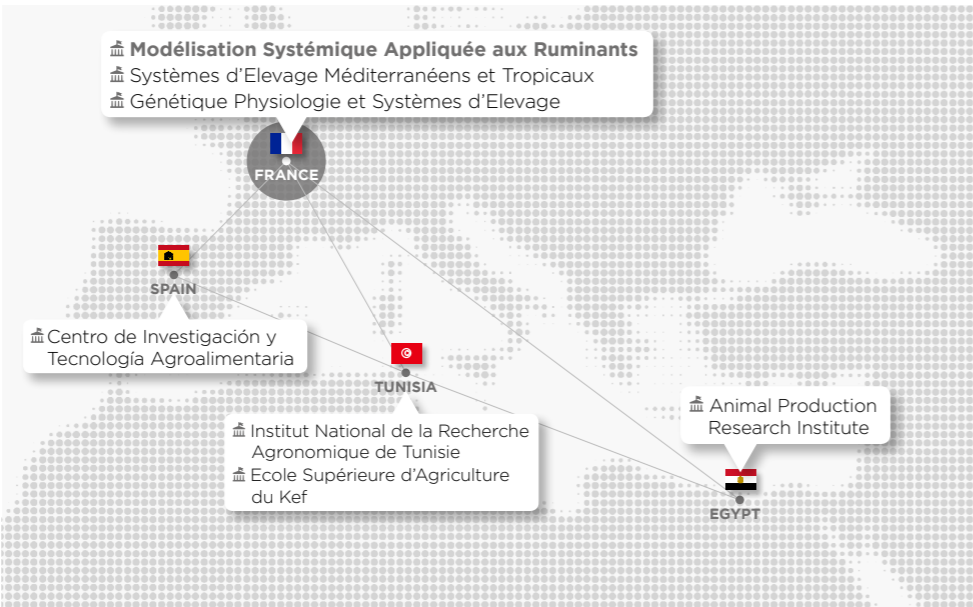 Modélisation Systémique Appliquée aux Ruminants
Systèmes d'Elevage Méditerranéens et Tropicaux
Génétique Physiologie et Systèmes d'Elevage
FRANCE
SPAIN
Centro de Investigación y
Tecnología Agroalimentaria
TUNISIA
Institut National de la Recherche
Agronomique de Tunisie
Ecole Supérieure d'Agriculture
du Kef
Animal Production
Research Institute
EGYPT